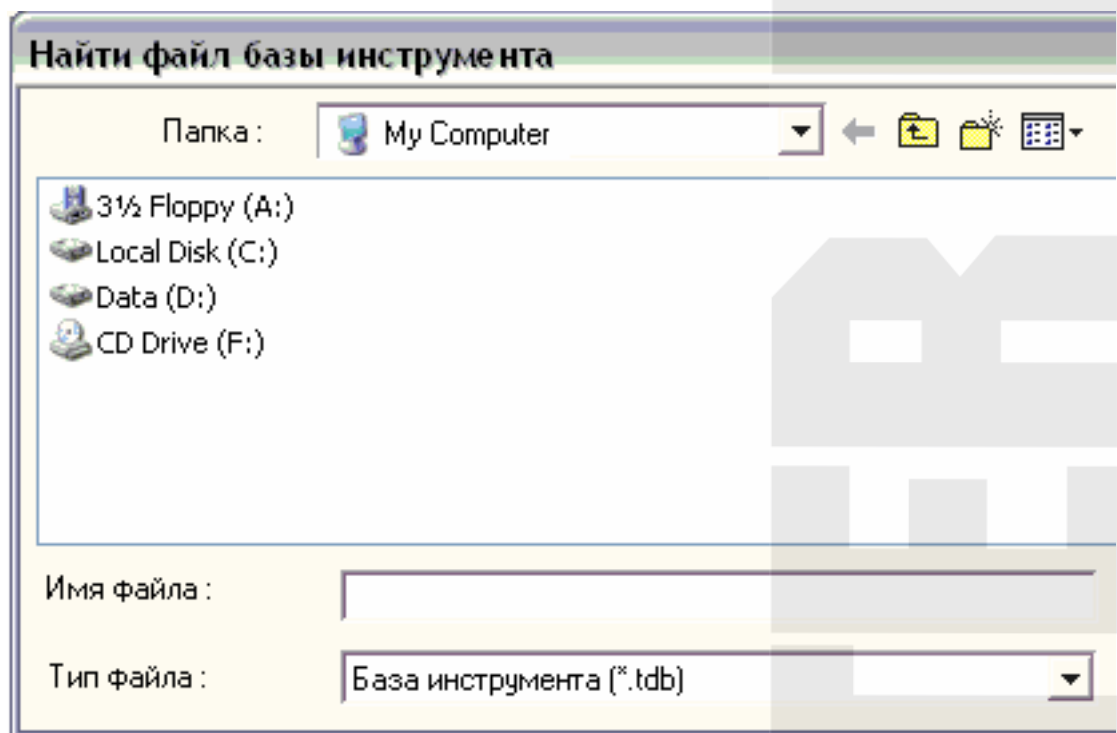 Найти файл базы инструмента
Папка :
My Computer
3½ Floppy (A:)
Local Disk (C:)
Data (D:)
CD Drive (F:)
Имя файла :
Тип файла :
База инструмента (*.tdb)